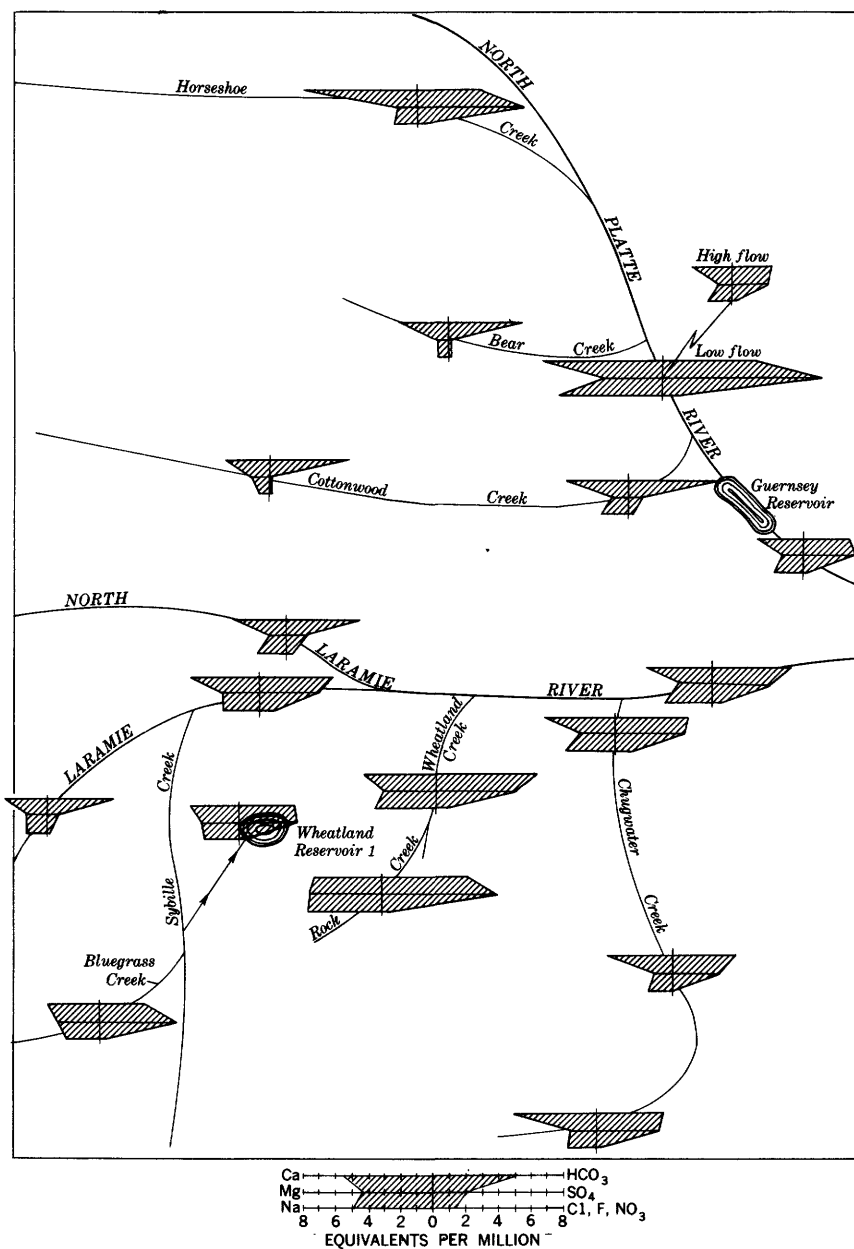 NORTH
Horseshoe
Creek
PLATTE
High flow
Bear
Creek
Low flow
RIVER
Cottonwood
Creek
Guernsey
Reservoir
NORTH
LARAMIE
RIVER
LARAMIE
Creek
Wheatland
Creek
Chugwater
Wheatland
Reservoir 1
Creek
Sybille
Rock
Creek
Bluegrass
Creek
Ca
HCO3
Mg
SO4
Na
Cl, F, NO3
8 6 4 2 0 2 4 6 8
EQUIVALENTS PER MILLION